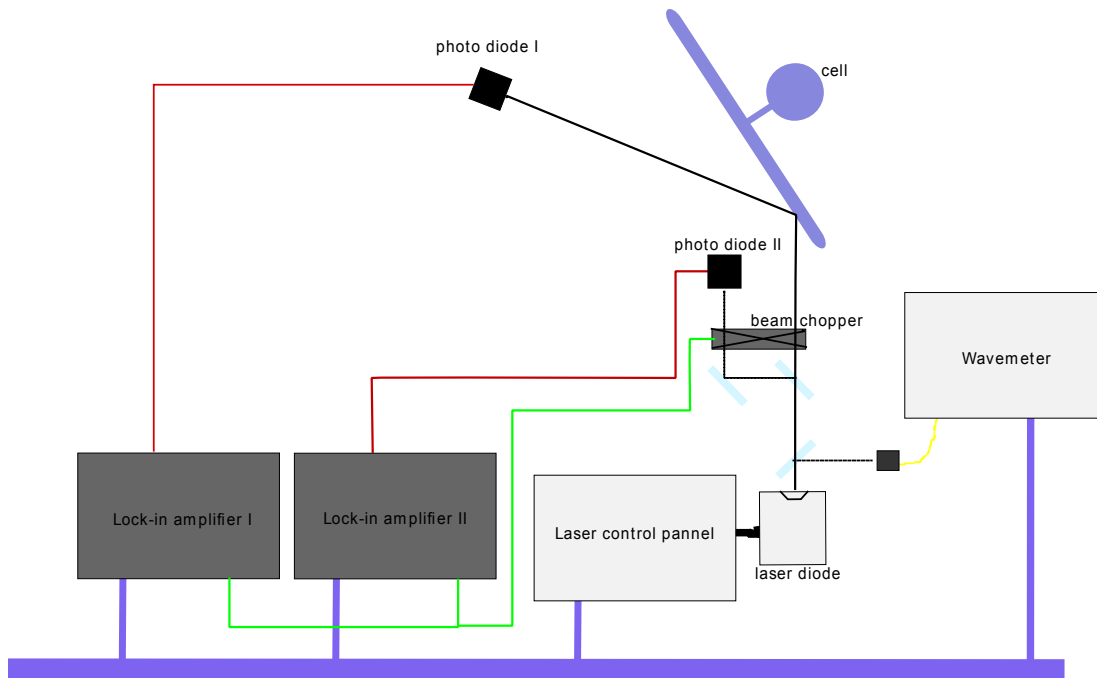 photo diode I
cell
photo diode II
beam chopper
Wavemeter
Lock-in amplifier I
Lock-in amplifier II
Laser control pannel
laser diode